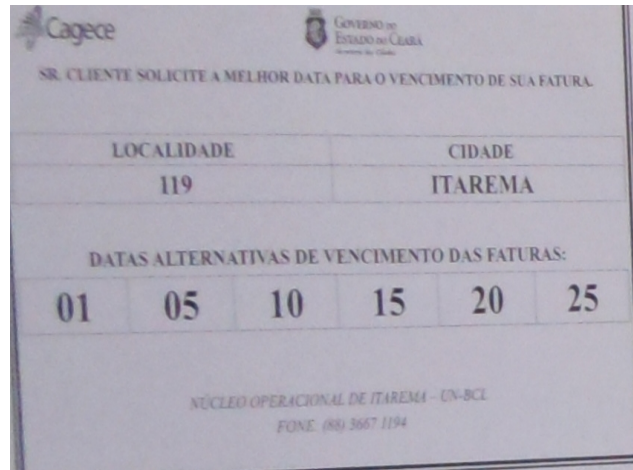 Cagece
GOVERNO DO
ESTADO DO CEARÁ
SR. CLIENTE SOLICITE A MELHOR DATA PARA O VENCIMENTO DE SUA FATURA.
LOCALIDADE CIDADE
119 ITAREMA
DATAS ALTERNATIVAS DE VENCIMENTO DAS FATURAS:
01 05 10 15 20 25
NÚCLEO OPERACIONAL DE ITAREMA – UN-BCL
FONE: (88) 3667 1194